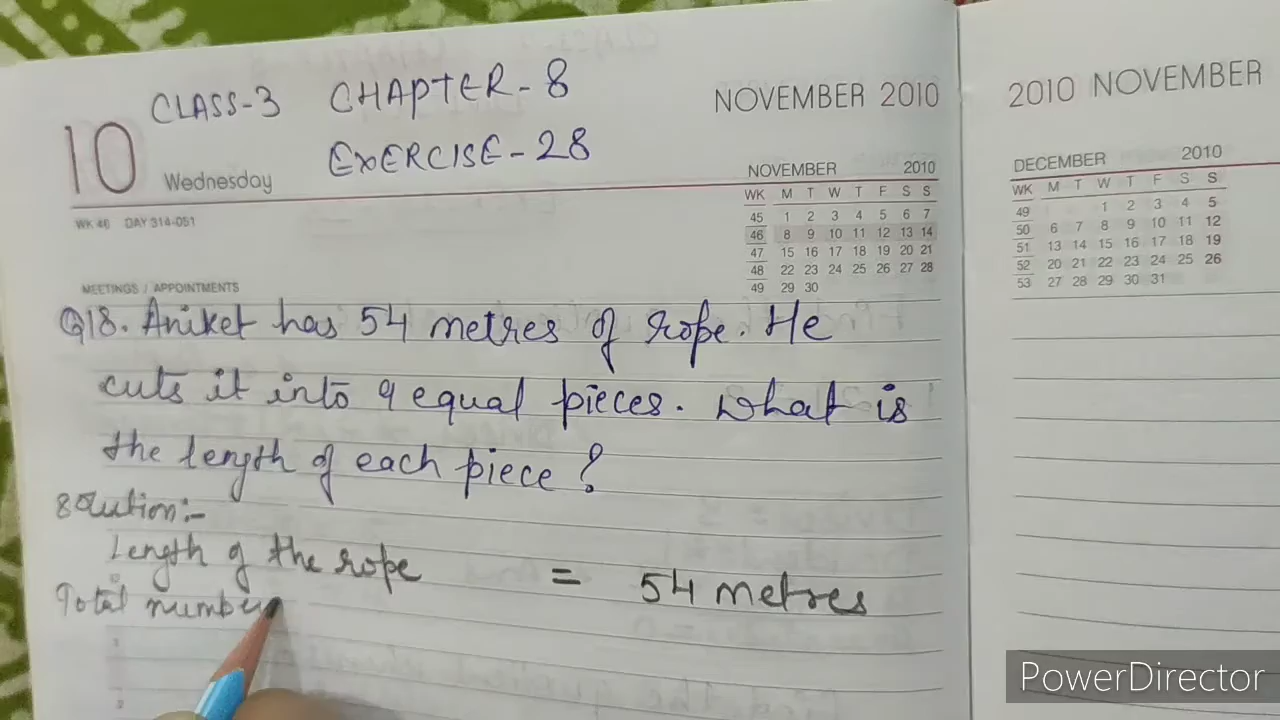 CLASS-3 CHAPTER-8
EXERCISE-28
10 Wednesday
WK 46 DAY 314-051
MEETINGS / APPOINTMENTS
NOVEMBER 2010
NOVEMBER 2010
WK M T W T F S S
45 1 2 3 4 5 6 7
46 8 9 10 11 12 13 14
47 15 16 17 18 19 20 21
48 22 23 24 25 26 27 28
49 29 30
Q18. Aniket has 54 metres of rope. He
cuts it into 9 equal pieces. What is
the length of each piece?
Solution:-
Length of the rope = 54 metres
Total number
2010 NOVEMBER
DECEMBER 2010
WK M T W T F S S
49 1 2 3 4 5
50 6 7 8 9 10 11 12
51 13 14 15 16 17 18 19
52 20 21 22 23 24 25 26
53 27 28 29 30 31
PowerDirector